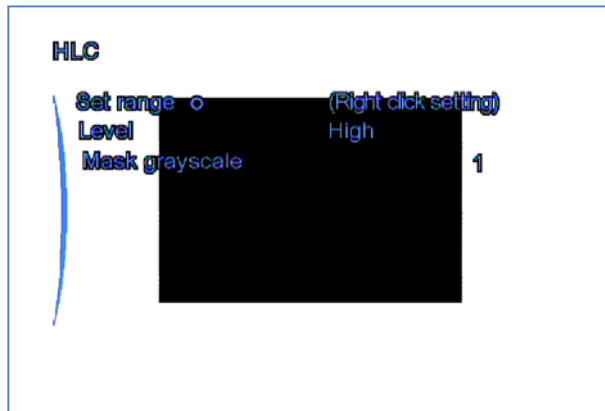 HLC
Set range (Right click setting)
Level High
Mask grayscale 1